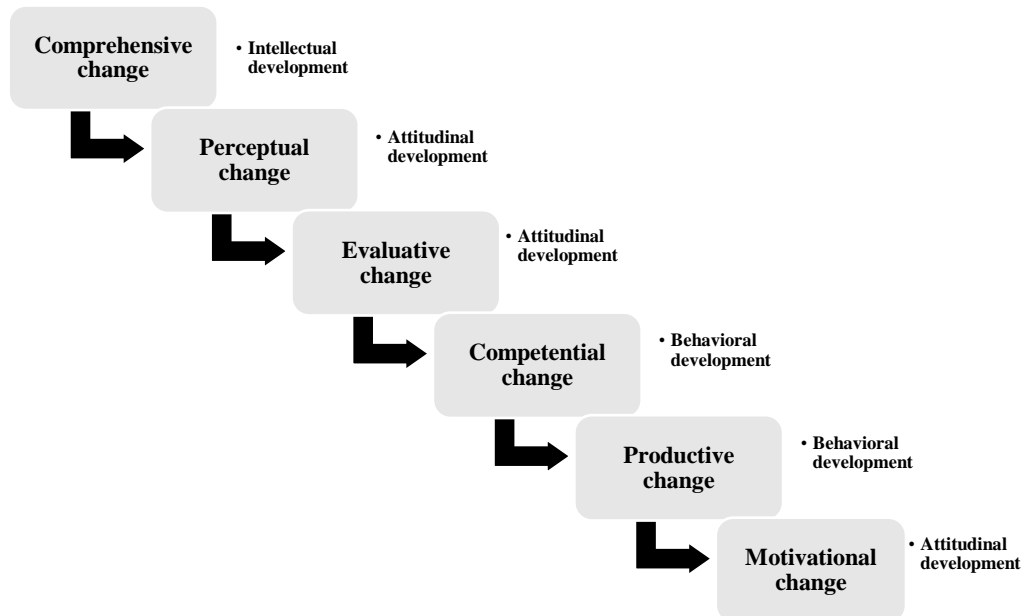 Comprehensive
change
• Intellectual
development
Perceptual
change
• Attitudinal
development
Evaluative
change
• Attitudinal
development
Competential
change
• Behavioral
development
Productive
change
• Behavioral
development
Motivational
change
• Attitudinal
development